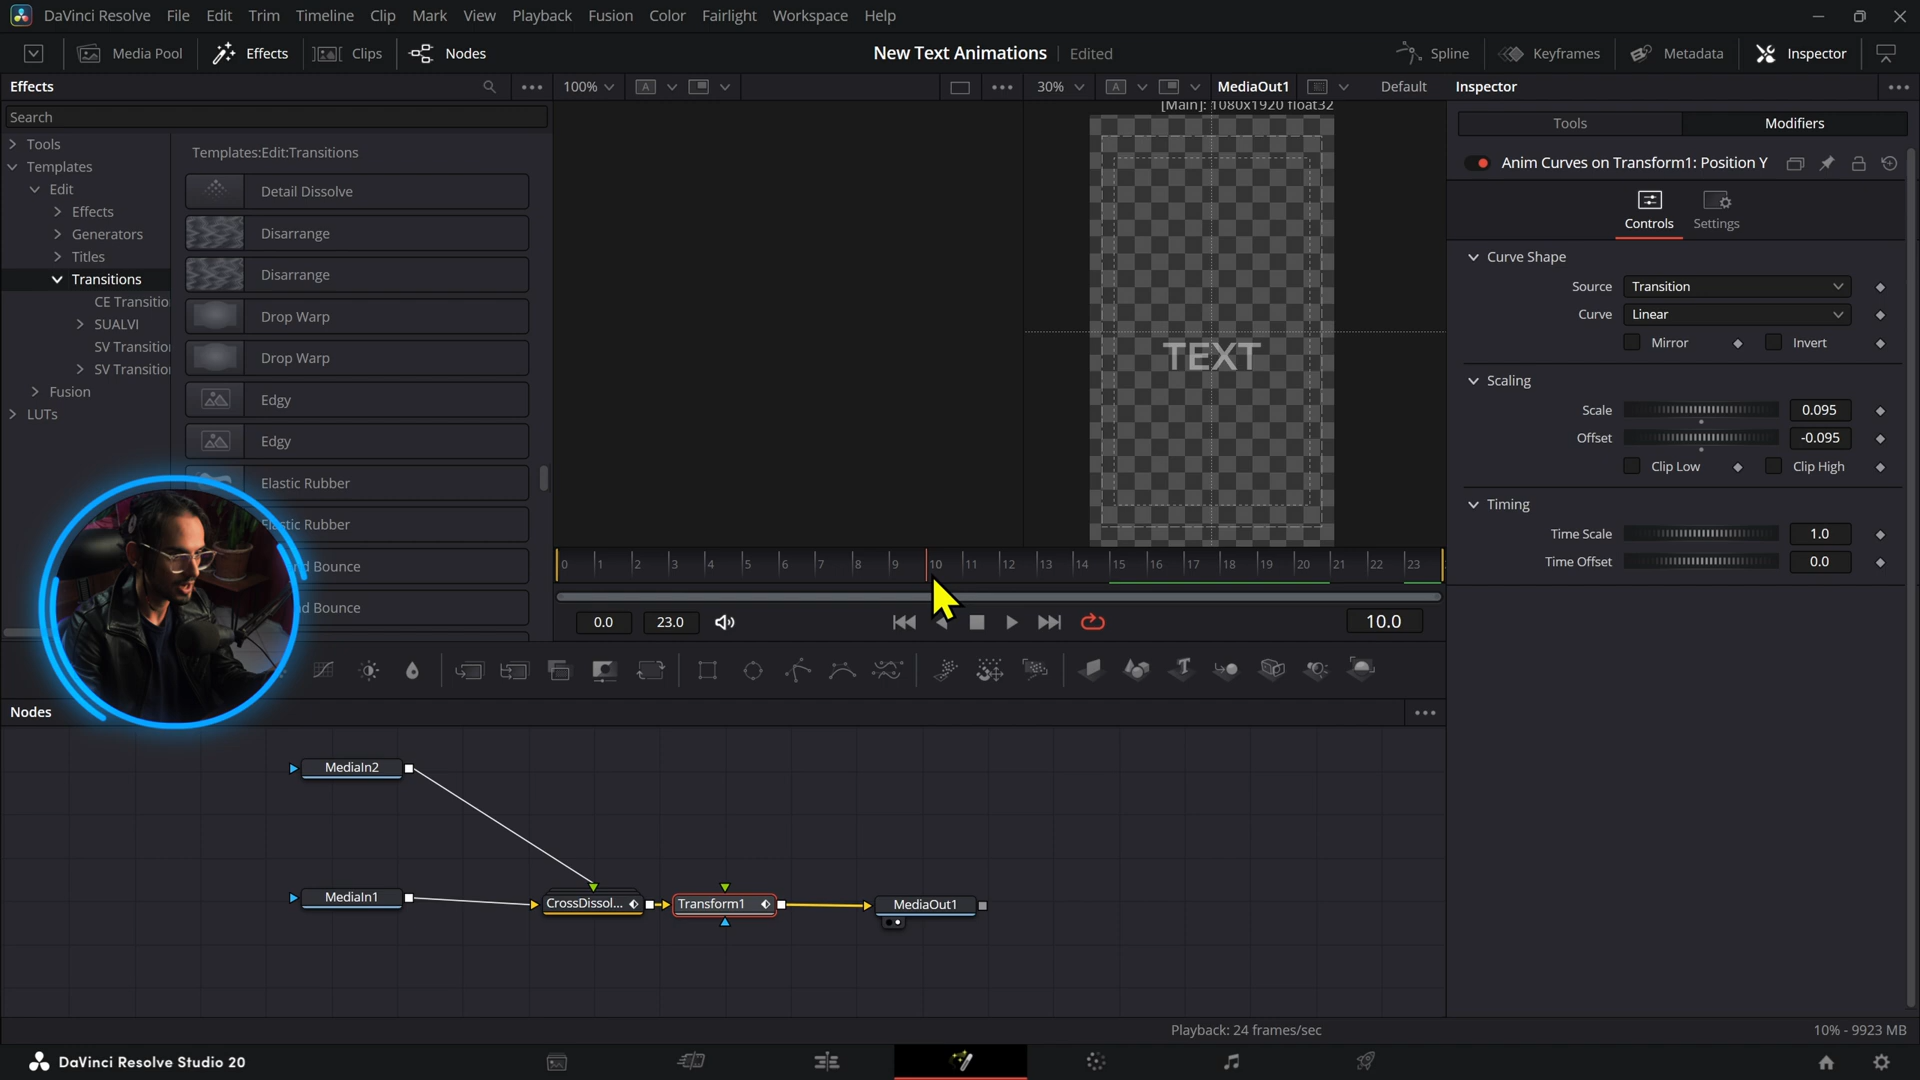 DaVinci Resolve File Edit Trim Timeline Clip Mark View Playback Fusion Color Fairlight Workspace Help
Media Pool Effects Clips Nodes New Text Animations Edited Spline Keyframes Metadata Inspector
Effects 100% A 30% A MediaOut1 Default Inspector
[Main]: 1080x1920 float32
Search
Tools Modifiers
Tools
Templates
Edit
Effects
Generators
Titles
Transitions
CE Transitio
SUALVI
SV Transitio
SV Transitio
Fusion
LUTs
Templates:Edit:Transitions
Detail Dissolve
Disarrange
Disarrange
Drop Warp
Drop Warp
Edgy
Edgy
Elastic Rubber
Elastic Rubber
d Bounce
d Bounce
TEXT
Anim Curves on Transform1: Position Y
Controls Settings
Curve Shape
Source Transition
Curve Linear
Mirror Invert
Scaling
Scale 0.095
Offset -0.095
Clip Low Clip High
Timing
Time Scale 1.0
Time Offset 0.0
0 1 2 3 4 5 6 7 8 9 10 11 12 13 14 15 16 17 18 19 20 21 22 23
0.0 23.0 10.0
Nodes
MediaIn2
MediaIn1 CrossDissol... Transform1 MediaOut1
Playback: 24 frames/sec 10% - 9923 MB
DaVinci Resolve Studio 20